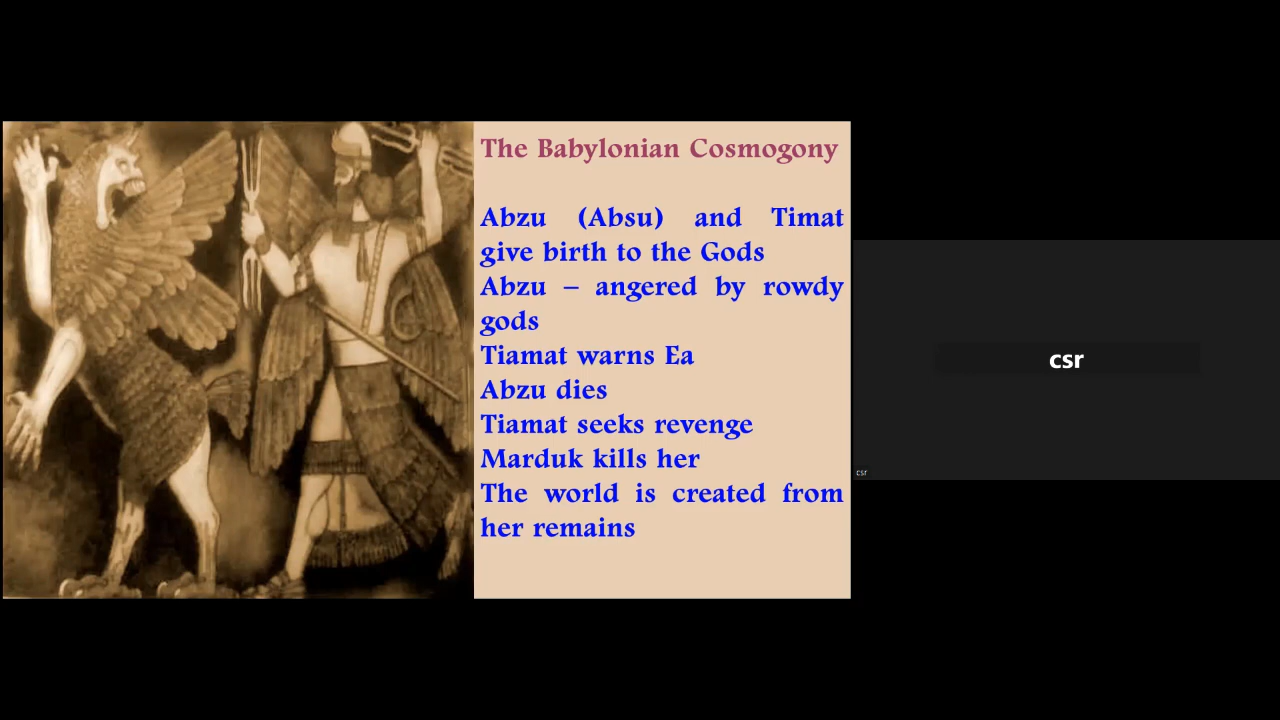 The Babylonian Cosmogony
Abzu (Absu) and Timat
give birth to the Gods
Abzu – angered by rowdy
gods
Tiamat warns Ea
Abzu dies
Tiamat seeks revenge
Marduk kills her
The world is created from
her remains
csr
csr